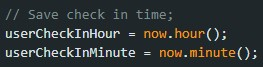 // Save check in time;
userCheckInHour = now.hour();
userCheckInMinute = now.minute();